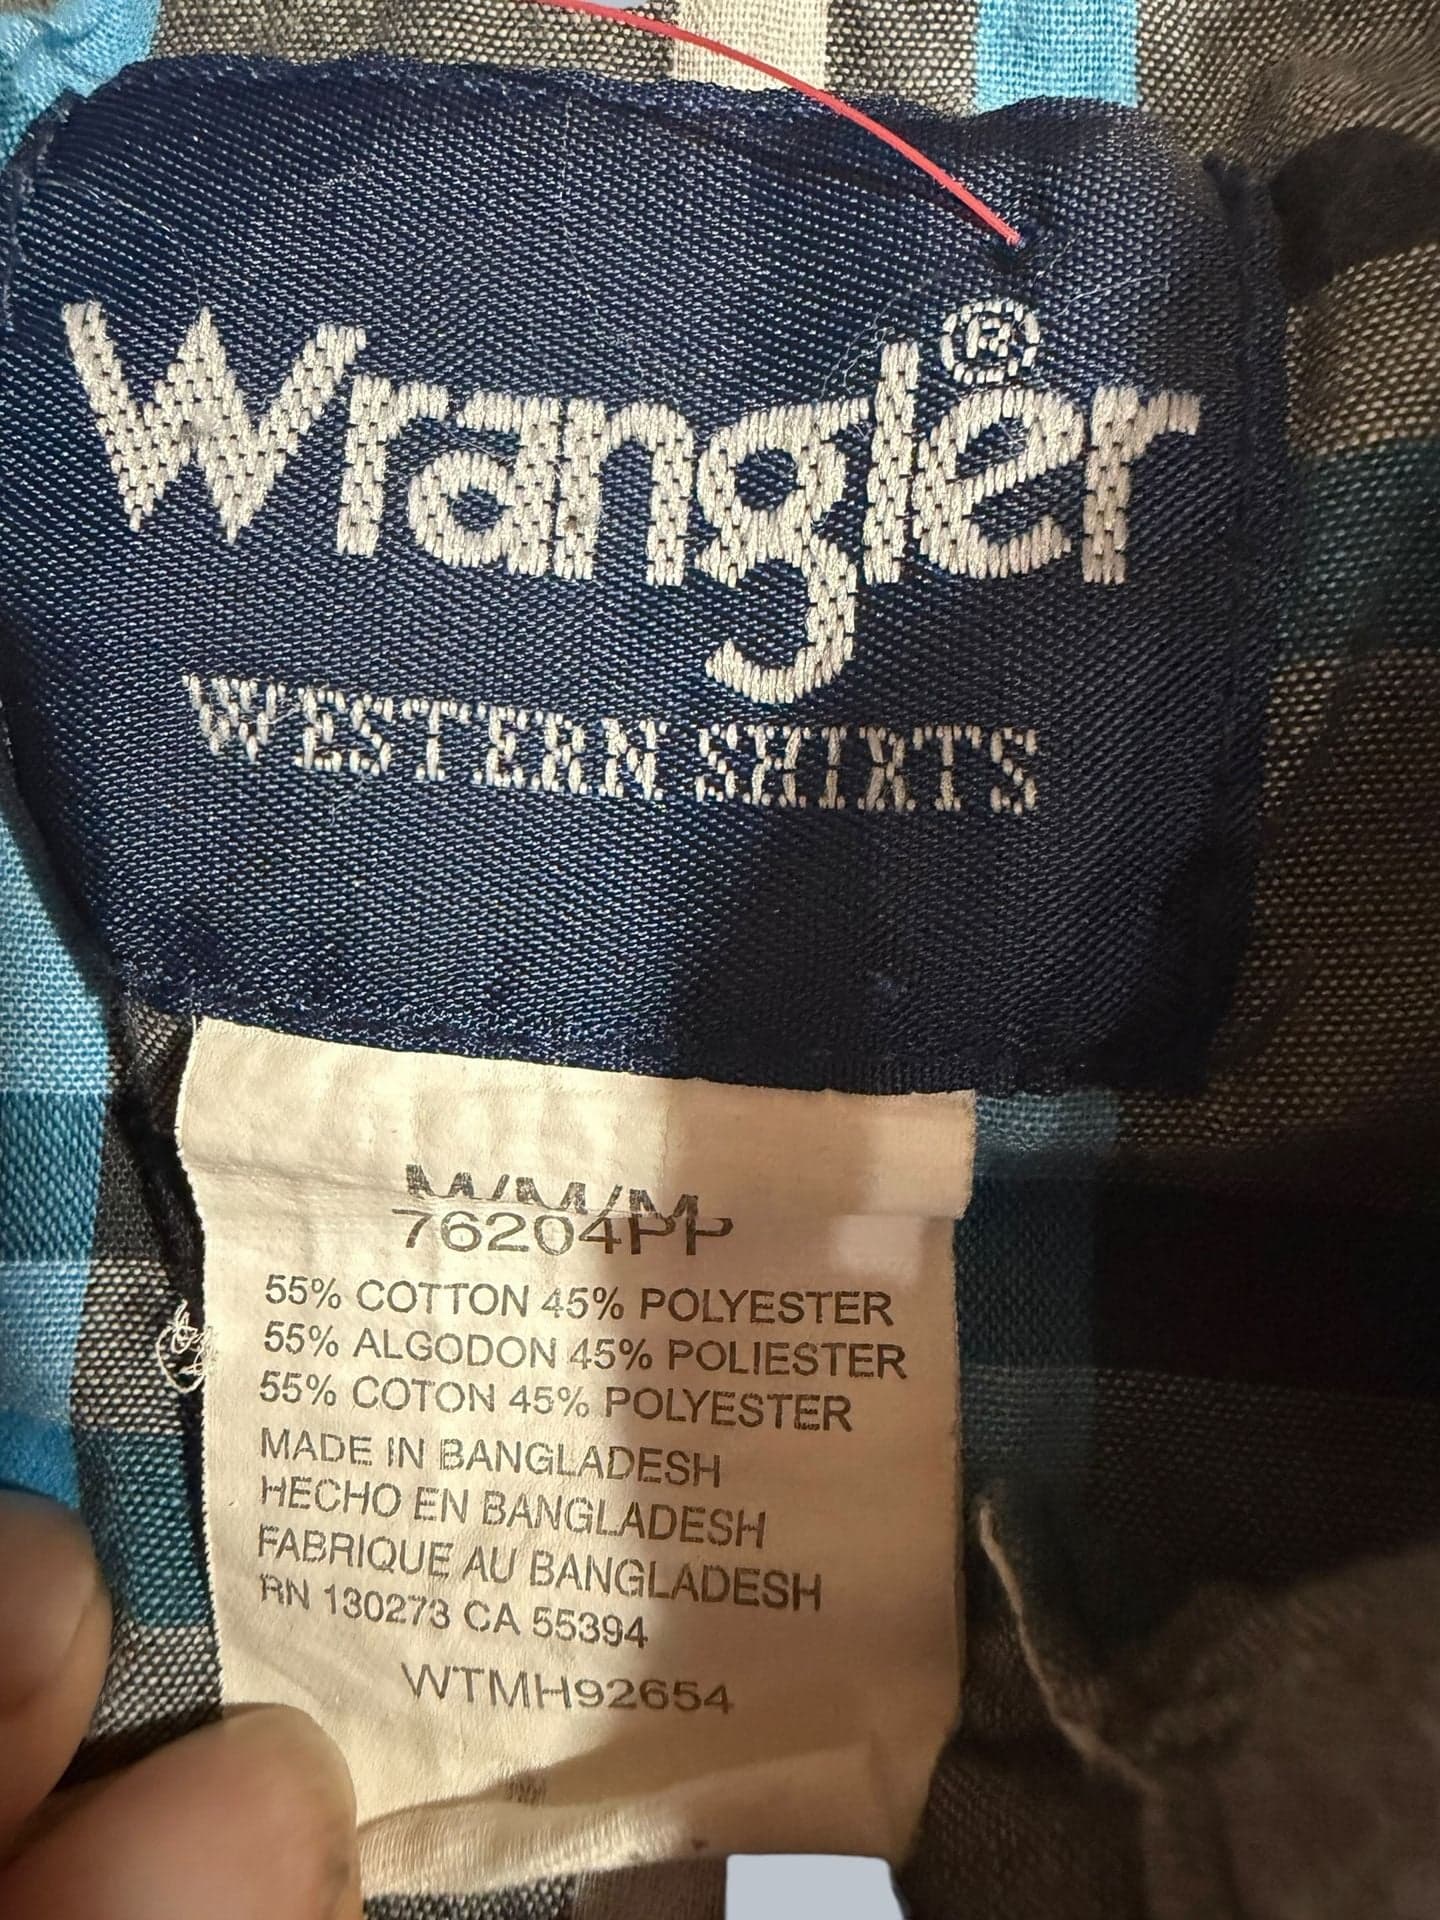 Wrangler®
WESTERN SHIRTS
M/M/M
76204PP
55% COTTON 45% POLYESTER
55% ALGODON 45% POLIESTER
55% COTON 45% POLYESTER
MADE IN BANGLADESH
HECHO EN BANGLADESH
FABRIQUE AU BANGLADESH
RN 130273 CA 55394
WTMH92654